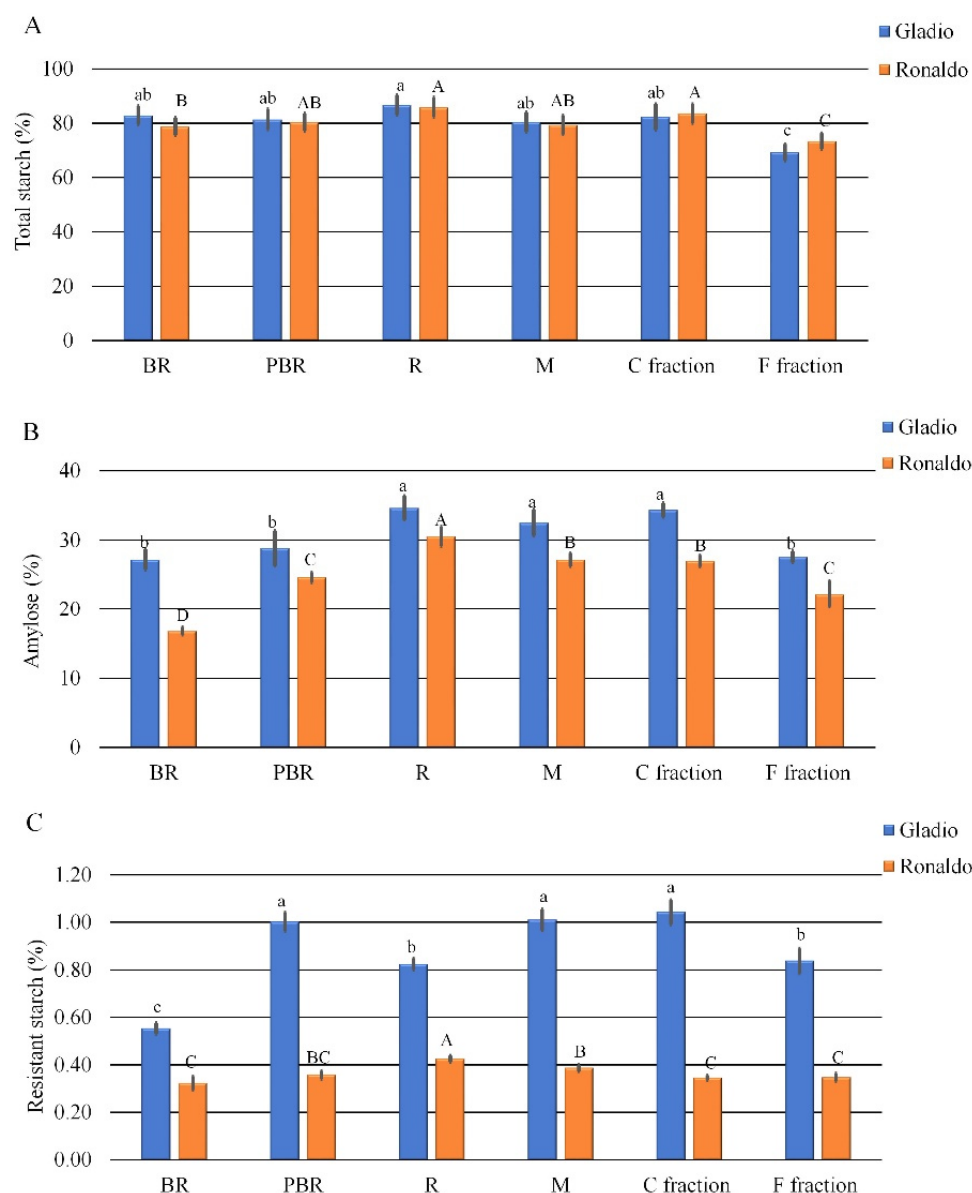 A
Gladio
Ronaldo
Total starch (%)
100
80
60
40
20
0
ab B ab AB a A ab AB ab A c C
BR PBR R M C fraction F fraction
B
Gladio
Ronaldo
Amylose (%)
40
30
20
10
0
b D b C a A a B a B b C
BR PBR R M C fraction F fraction
C
Gladio
Ronaldo
Resistant starch (%)
1.20
1.00
0.80
0.60
0.40
0.20
0.00
c C a BC b A a B a C b C
BR PBR R M C fraction F fraction